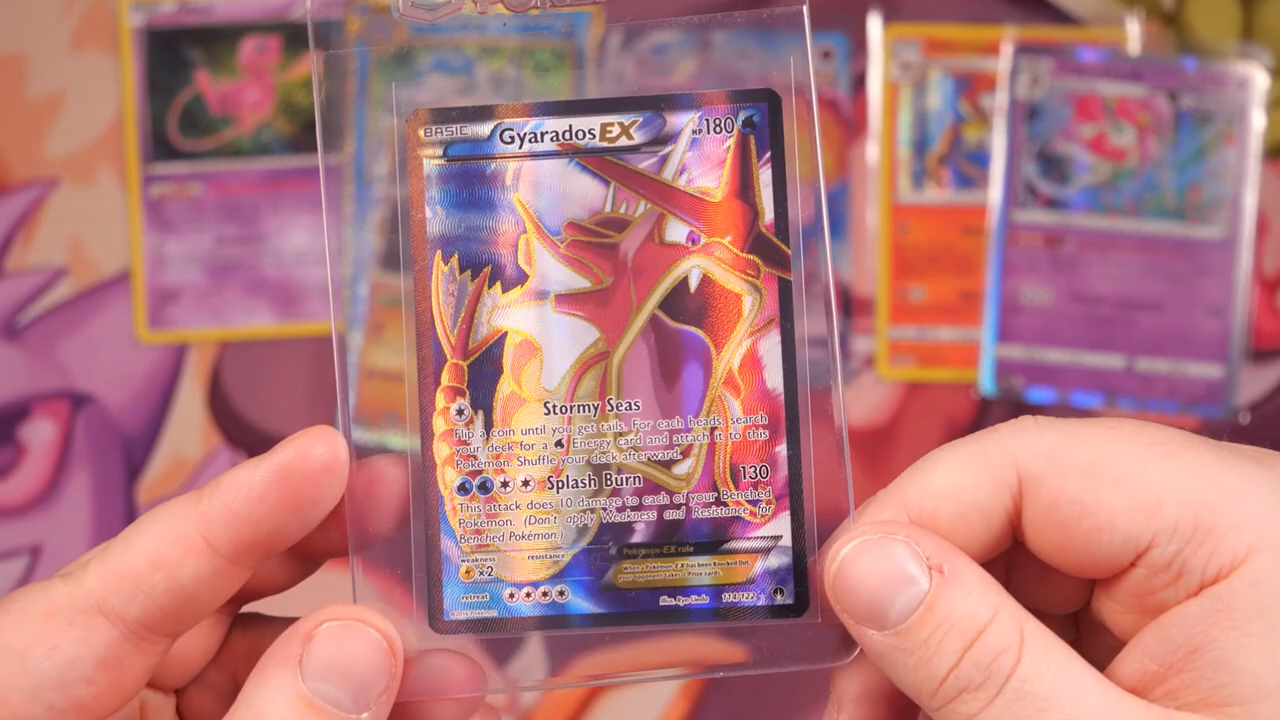 BASIC GyaradosEX HP180
Stormy Seas
Flip a coin until you get tails. For each heads, search
your deck for a Energy card and attach it to this
Pokémon. Shuffle your deck afterward.
Splash Burn 130
This attack does 10 damage to each of your Benched
Pokémon. (Don't apply Weakness and Resistance for
Benched Pokémon.)
weakness resistance
×2
Pokémon-EX rule
When a Pokémon-EX has been Knocked Out,
your opponent takes 2 Prize cards.
retreat
©2016 Pokémon Illus. Ryo Ueda 114/122